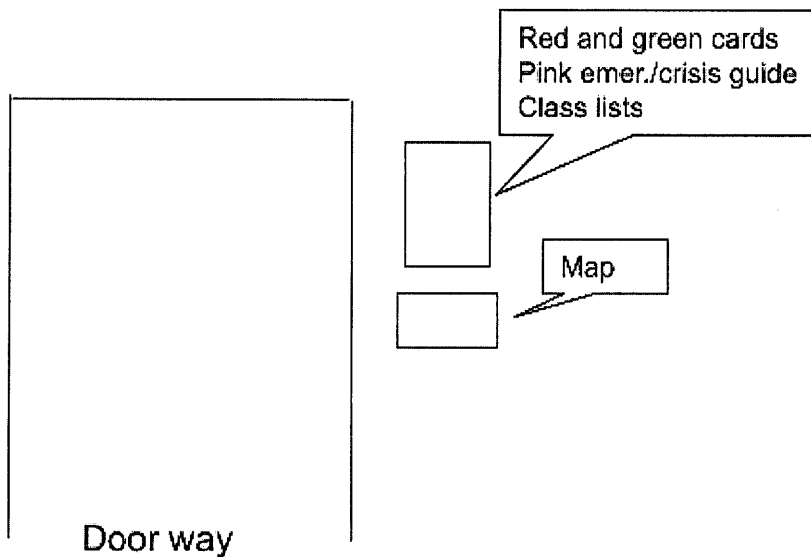 Red and green cards
Pink emer./crisis guide
Class lists
Map
Door way